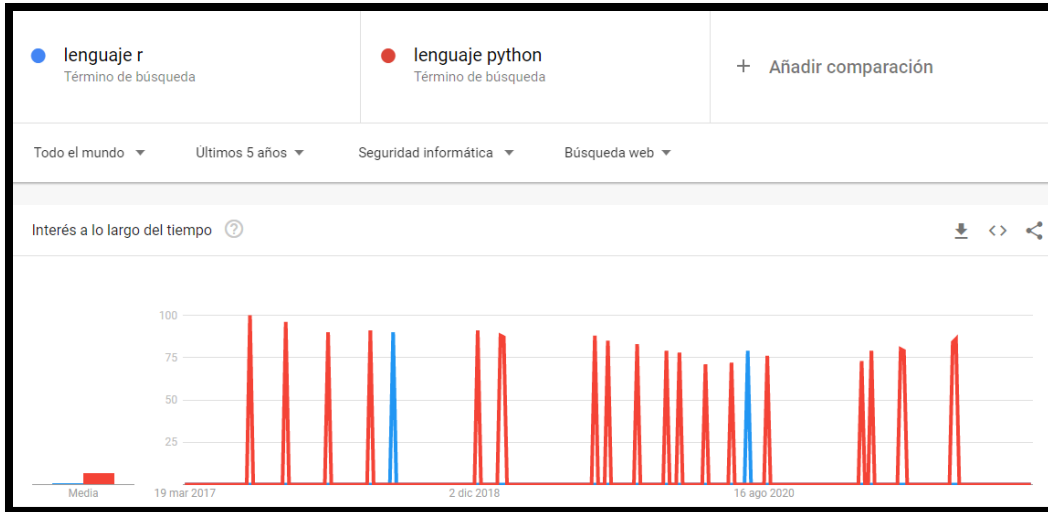 lenguaje r
Término de búsqueda
lenguaje python
Término de búsqueda
+ Añadir comparación
Todo el mundo
Últimos 5 años
Seguridad informática
Búsqueda web
Interés a lo largo del tiempo ?
100
75
50
25
Media
19 mar 2017
2 dic 2018
16 ago 2020